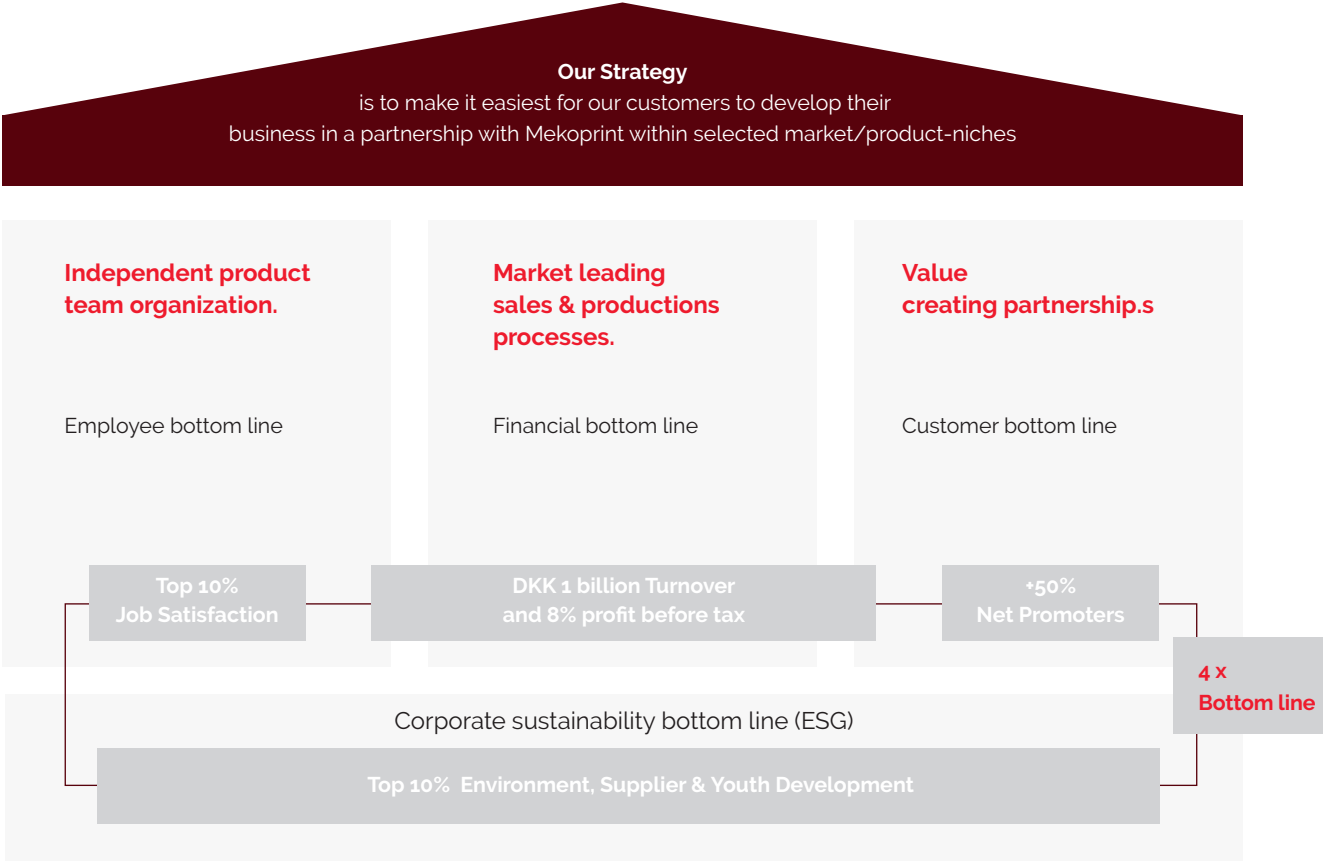 Our Strategy
is to make it easiest for our customers to develop their
business in a partnership with Mekoprint within selected market/product-niches
Independent product
team organization.
Employee bottom line
Market leading
sales & productions
processes.
Financial bottom line
Value
creating partnership.s
Customer bottom line
Top 10%
Job Satisfaction
DKK 1 billion Turnover
and 8% profit before tax
+50%
Net Promoters
4 x
Bottom line
Corporate sustainability bottom line (ESG)
Top 10% Environment, Supplier & Youth Development